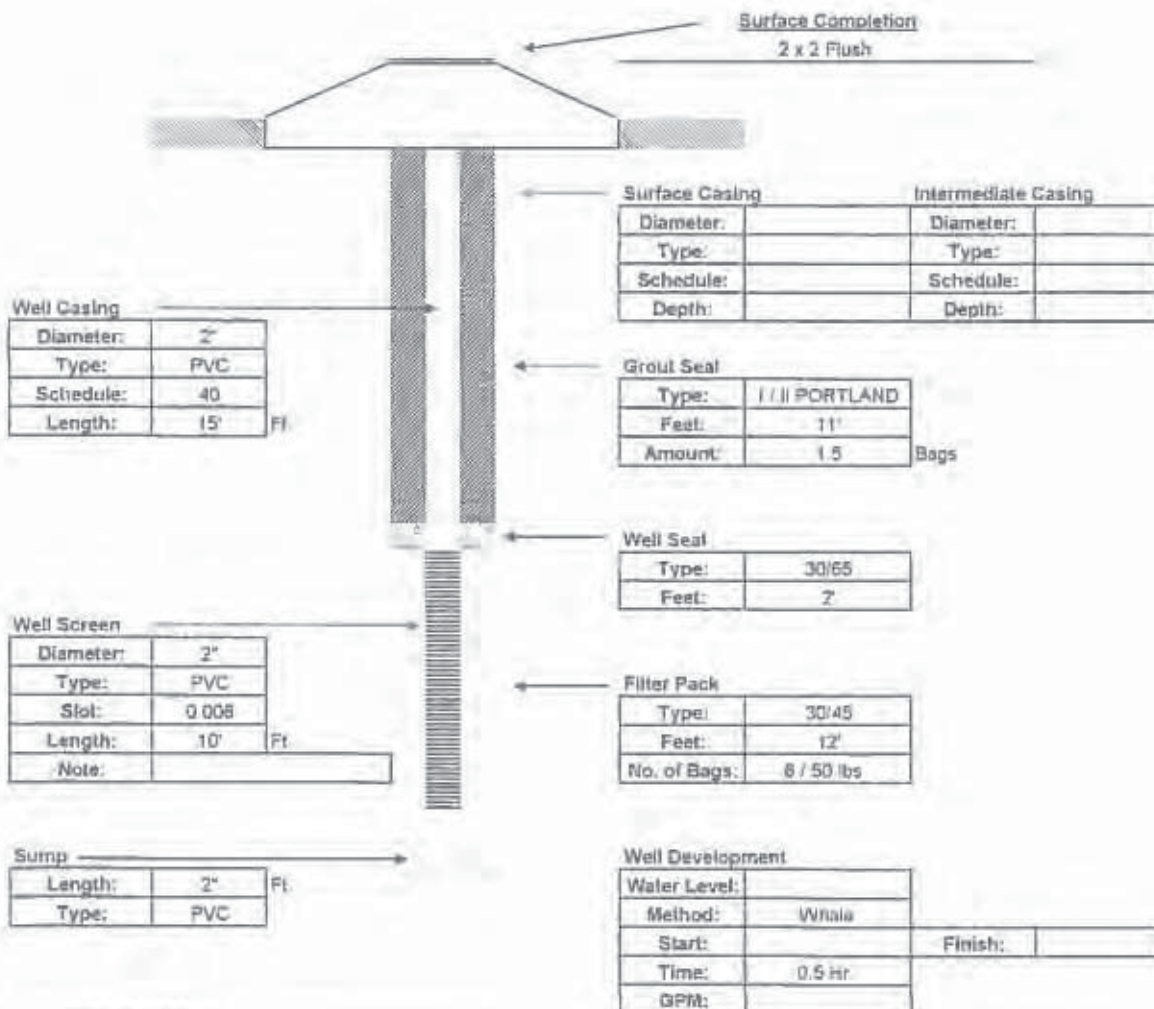 Surface Completion
2 x 2 Flush
Surface Casing Intermediate Casing
Diameter: Diameter:
Type: Type:
Schedule: Schedule:
Depth: Depth:
Well Casing
Diameter: 2"
Type: PVC
Schedule: 40
Length: 15' Ft.
Grout Seal
Type: I / II PORTLAND
Feet: 11'
Amount: 1.5 Bags
Well Seal
Type: 30/65
Feet: 2'
Well Screen
Diameter: 2"
Type: PVC
Slot: 0.006
Length: 10' Ft
Note:
Filter Pack
Type: 30/45
Feet: 12'
No. of Bags: 6 / 50 lbs
Sump
Length: 2" Ft.
Type: PVC
Well Development
Water Level:
Method: Whale
Start: Finish:
Time: 0.5 Hr
GPM: